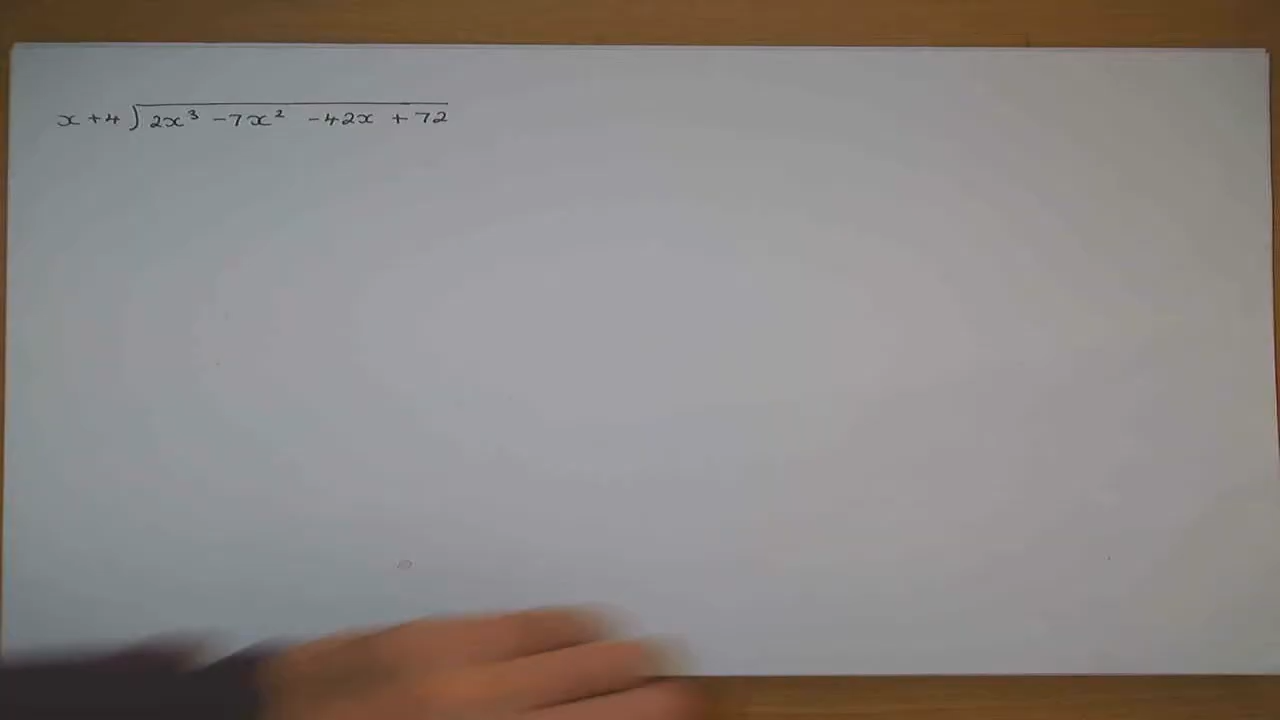 x + 4 ) 2x³ - 7x² - 42x + 72